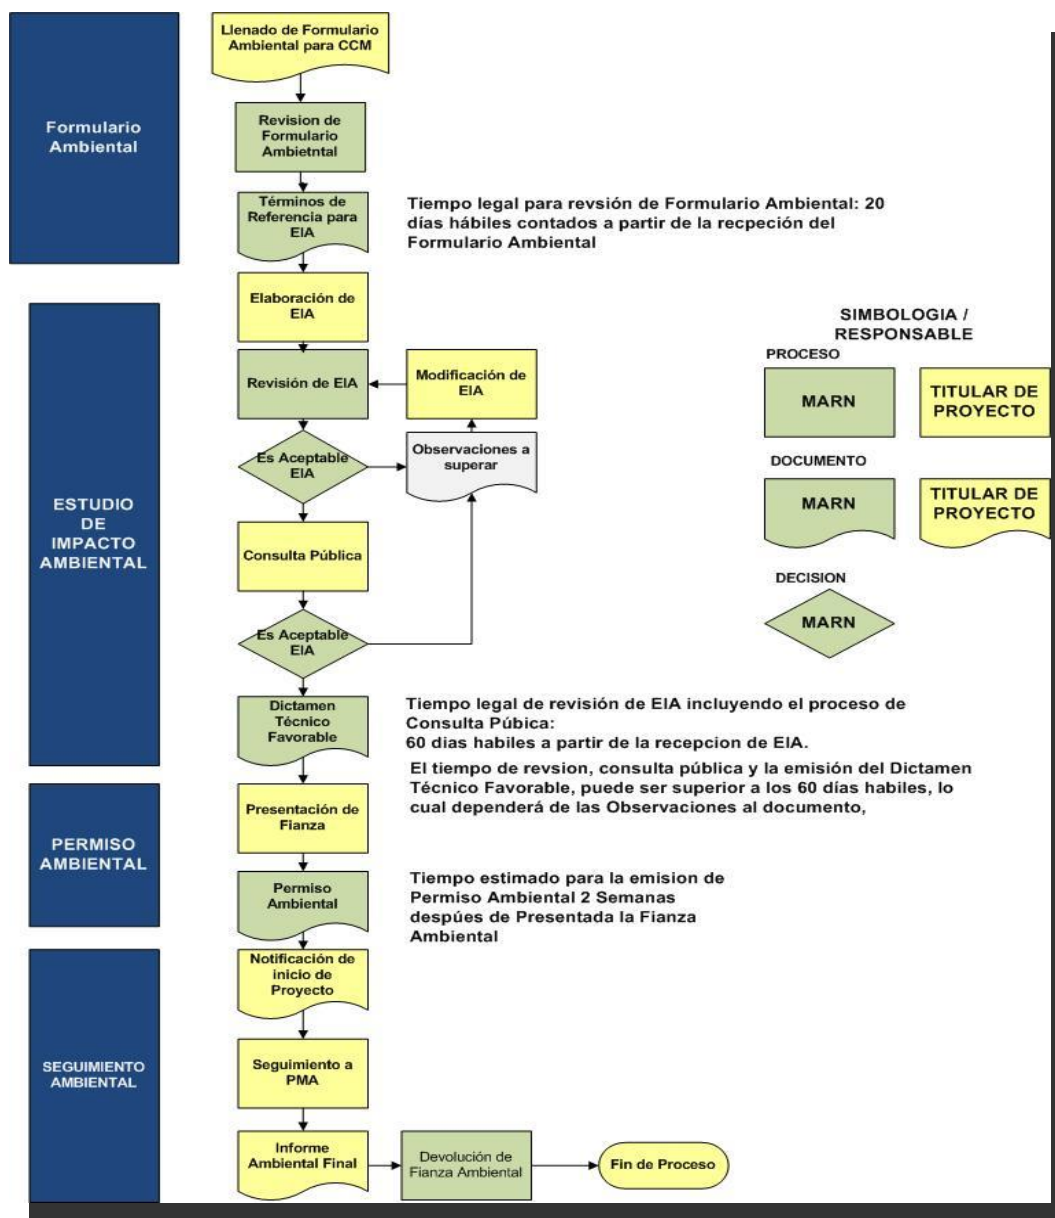 Formulario
Ambiental
Llenado de Formulario
Ambiental para CCM
Revision de
Formulario
Ambietntal
Términos de
Referencia para
EIA
Tiempo legal para revsión de Formulario Ambiental: 20
días hábiles contados a partir de la recpeción del
Formulario Ambiental
ESTUDIO
DE
IMPACTO
AMBIENTAL
Elaboración de
EIA
Revisión de EIA
Modificación de
EIA
Es Aceptable
EIA
Observaciones a
superar
Consulta Pública
Es Aceptable
EIA
Dictamen
Técnico
Favorable
Tiempo legal de revisión de EIA incluyendo el proceso de
Consulta Púbica:
60 dias habiles a partir de la recepcion de EIA.
El tiempo de revsion, consulta pública y la emisión del Dictamen
Técnico Favorable, puede ser superior a los 60 días habiles, lo
cual dependerá de las Observaciones al documento,
SIMBOLOGIA /
RESPONSABLE
PROCESO
MARN
TITULAR DE
PROYECTO
DOCUMENTO
MARN
TITULAR DE
PROYECTO
DECISION
MARN
PERMISO
AMBIENTAL
Presentación de
Fianza
Permiso
Ambiental
Tiempo estimado para la emision de
Permiso Ambiental 2 Semanas
despúes de Presentada la Fianza
Ambiental
SEGUIMIENTO
AMBIENTAL
Notificación de
inicio de
Proyecto
Seguimiento a
PMA
Informe
Ambiental Final
Devolución de
Fianza Ambiental
Fin de Proceso